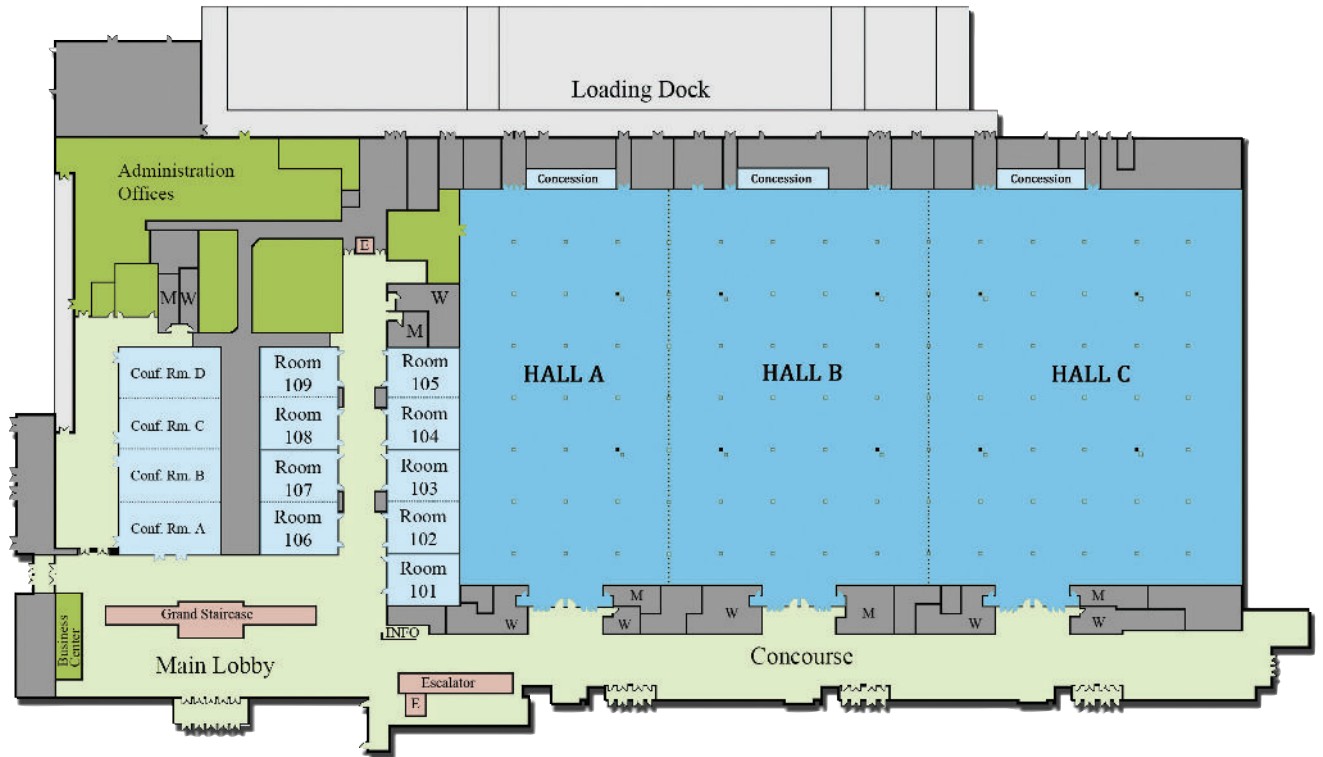 Loading Dock
Administration
Offices
Concession
Concession
Concession
E
M
W
W
M
HALL A
HALL B
HALL C
Conf. Rm. D
Conf. Rm. C
Conf. Rm. B
Conf. Rm. A
Room
109
Room
108
Room
107
Room
106
Room
105
Room
104
Room
103
Room
102
Room
101
Business
Center
Grand Staircase
Main Lobby
INFO
Escalator
E
W
M
W
W
M
W
M
W
Concourse